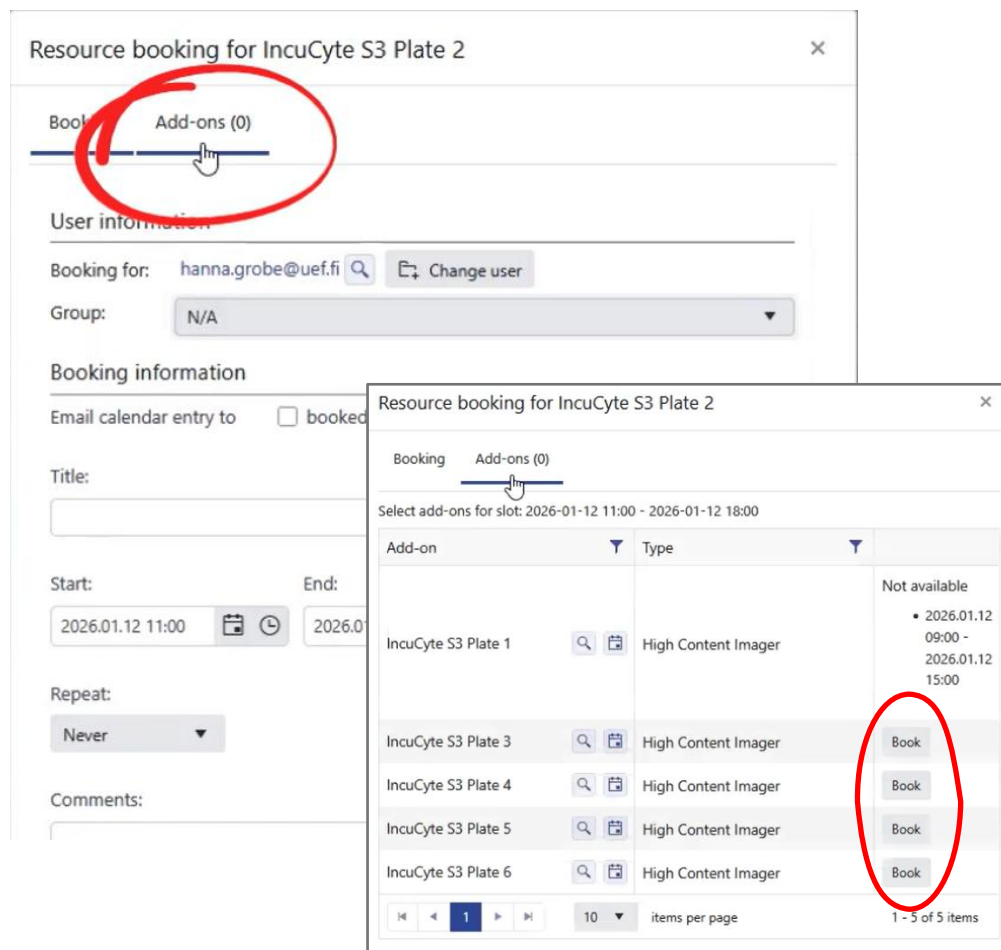 Resource booking for IncuCyte S3 Plate 2
Add-ons (0)
User information
Booking for: hanna.grobe@uef.fi Change user
Group: N/A
Booking information
Email calendar entry to booked
Title:
Start: End:
2026.01.12 11:00
Repeat:
Never
Comments:
Resource booking for IncuCyte S3 Plate 2
Booking Add-ons (0)
Select add-ons for slot: 2026-01-12 11:00 - 2026-01-12 18:00
Add-on Type
IncuCyte S3 Plate 1 High Content Imager
Not available
• 2026.01.12
09:00 -
2026.01.12
15:00
IncuCyte S3 Plate 3 High Content Imager Book
IncuCyte S3 Plate 4 High Content Imager Book
IncuCyte S3 Plate 5 High Content Imager Book
IncuCyte S3 Plate 6 High Content Imager Book
1 10 items per page 1 - 5 of 5 items